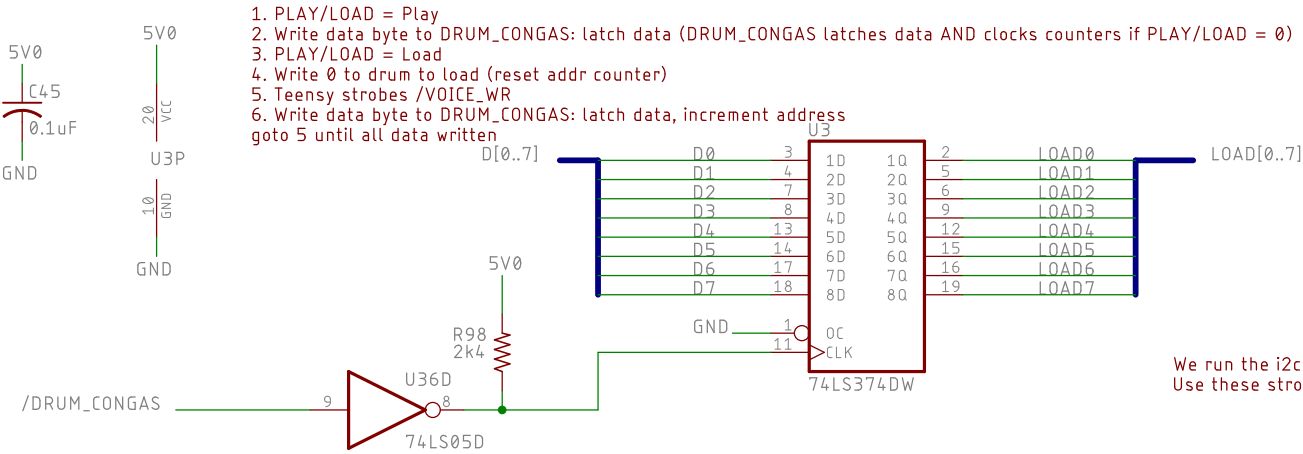 1. PLAY/LOAD = Play
2. Write data byte to DRUM_CONGAS: latch data (DRUM_CONGAS latches data AND clocks counters if PLAY/LOAD = 0)
3. PLAY/LOAD = Load
4. Write 0 to drum to load (reset addr counter)
5. Teensy strobes /VOICE_WR
6. Write data byte to DRUM_CONGAS: latch data, increment address
goto 5 until all data written
5V0
C45
0.1uF
GND
5V0
20
VCC
U3P
10
GND
GND
U3
D[0..7]
LOAD[0..7]
D0 3 1D 1Q 2 LOAD0
D1 4 2D 2Q 5 LOAD1
D2 7 3D 3Q 6 LOAD2
D3 8 4D 4Q 9 LOAD3
D4 13 5D 5Q 12 LOAD4
D5 14 6D 6Q 15 LOAD5
D6 17 7D 7Q 16 LOAD6
D7 18 8D 8Q 19 LOAD7
GND 1 OC
11 CLK
74LS374DW
5V0
R98
2k4
/DRUM_CONGAS
9
U36D
8
74LS05D
We run the i2c
Use these stro